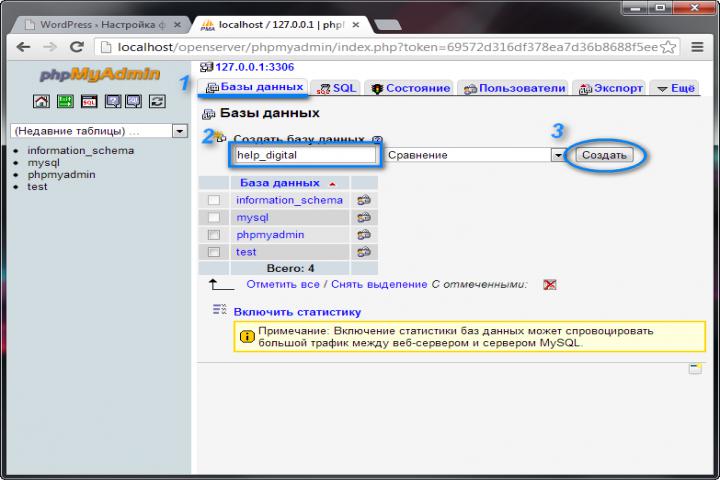 WordPress › Настройка ф
localhost / 127.0.0.1 | phpl
localhost/openserver/phpmyadmin/index.php?token=69572d316df378ea7d36b8688f5ee
phpMyAdmin
(Недавние таблицы) ...
information_schema
mysql
phpmyadmin
test
127.0.0.1:3306
1
Базы данных
SQL
Состояние
Пользователи
Экспорт
Ещё
Базы данных
2
Создать базу данных
3
help_digital
Сравнение
Создать
База данных
information_schema
mysql
phpmyadmin
test
Всего: 4
Отметить все / Снять выделение С отмеченными:
Включить статистику
Примечание: Включение статистики баз данных может спровоцировать
большой трафик между веб-сервером и сервером MySQL.